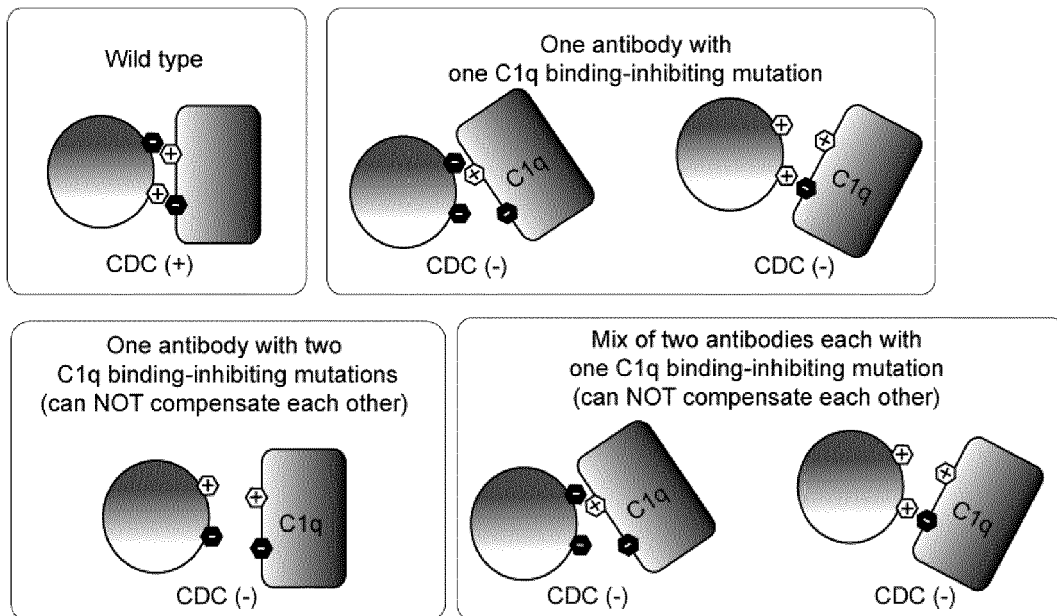 Wild type
CDC (+)
One antibody with
one C1q binding-inhibiting mutation
C1q
CDC (-)
C1q
CDC (-)
One antibody with two
C1q binding-inhibiting mutations
(can NOT compensate each other)
C1q
CDC (-)
Mix of two antibodies each with
one C1q binding-inhibiting mutation
(can NOT compensate each other)
C1q
CDC (-)
C1q
CDC (-)